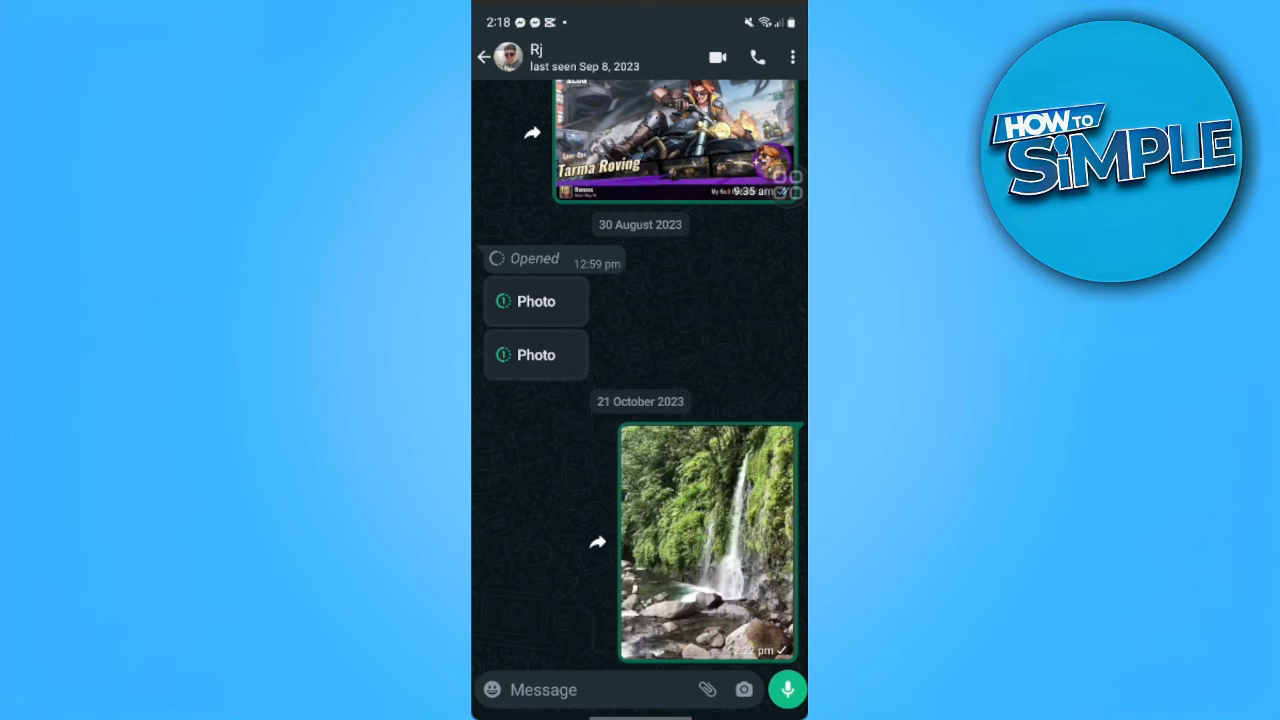 2:18
Rj
last seen Sep 8, 2023
HOW TO
SiMPLE
Tarma Roving
9:35 am
30 August 2023
Opened
12:59 pm
Photo
Photo
21 October 2023
2:22 pm
Message